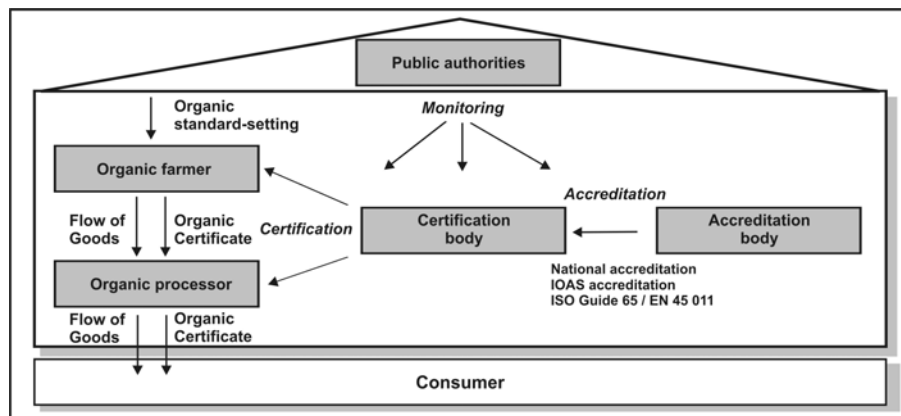 Public authorities
Organic
standard-setting
Monitoring
Organic farmer
Accreditation
Flow of
Goods
Organic
Certificate
Certification
Certification
body
Accreditation
body
Organic processor
National accreditation
IOAS accreditation
ISO Guide 65 / EN 45 011
Flow of
Goods
Organic
Certificate
Consumer